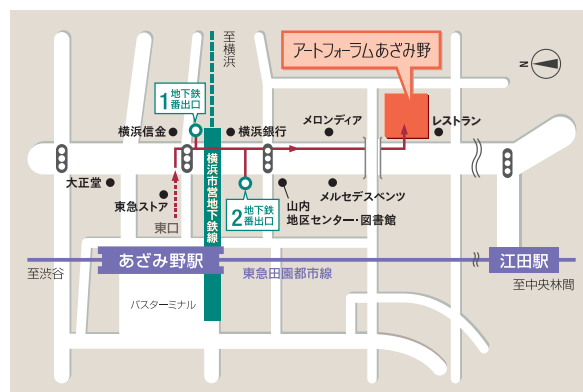 至横浜
アートフォーラムあざみ野
N
1 地下鉄
番出口
横浜信金
横浜銀行
メロンディア
レストラン
横浜市営地下鉄線
大正堂
東急ストア
東口
2 地下鉄
番出口
山内
地区センター・図書館
メルセデスベンツ
至渋谷
あざみ野駅
東急田園都市線
江田駅
至中央林間
バスターミナル